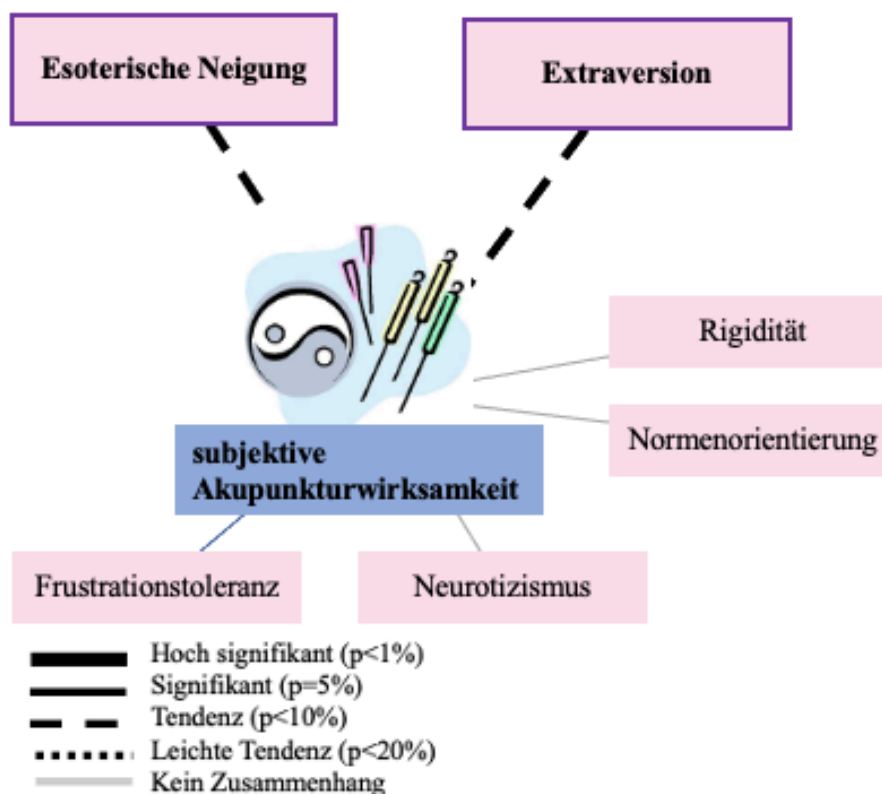 Esoterische Neigung
Extraversion
Rigidität
Normenorientierung
subjektive
Akupunkturwirksamkeit
Frustrationstoleranz
Neurotizismus
Hoch signifikant (p<1%)
Signifikant (p=5%)
Tendenz (p<10%)
Leichte Tendenz (p<20%)
Kein Zusammenhang